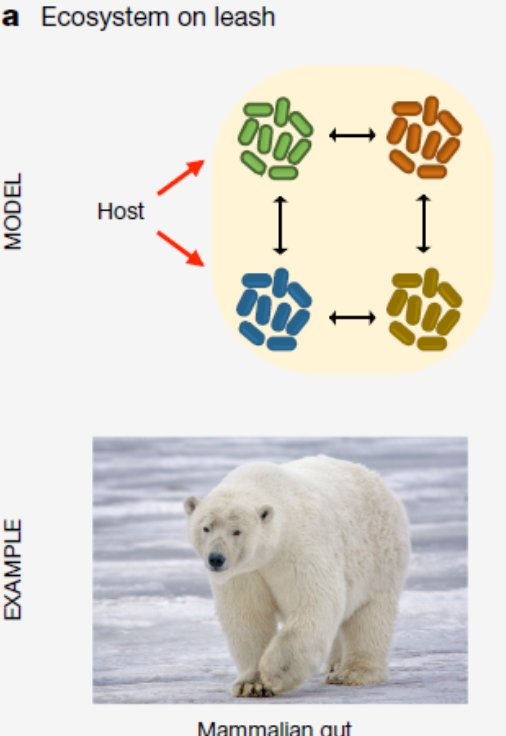 a Ecosystem on leash
MODEL
Host
EXAMPLE
Mammalian gut